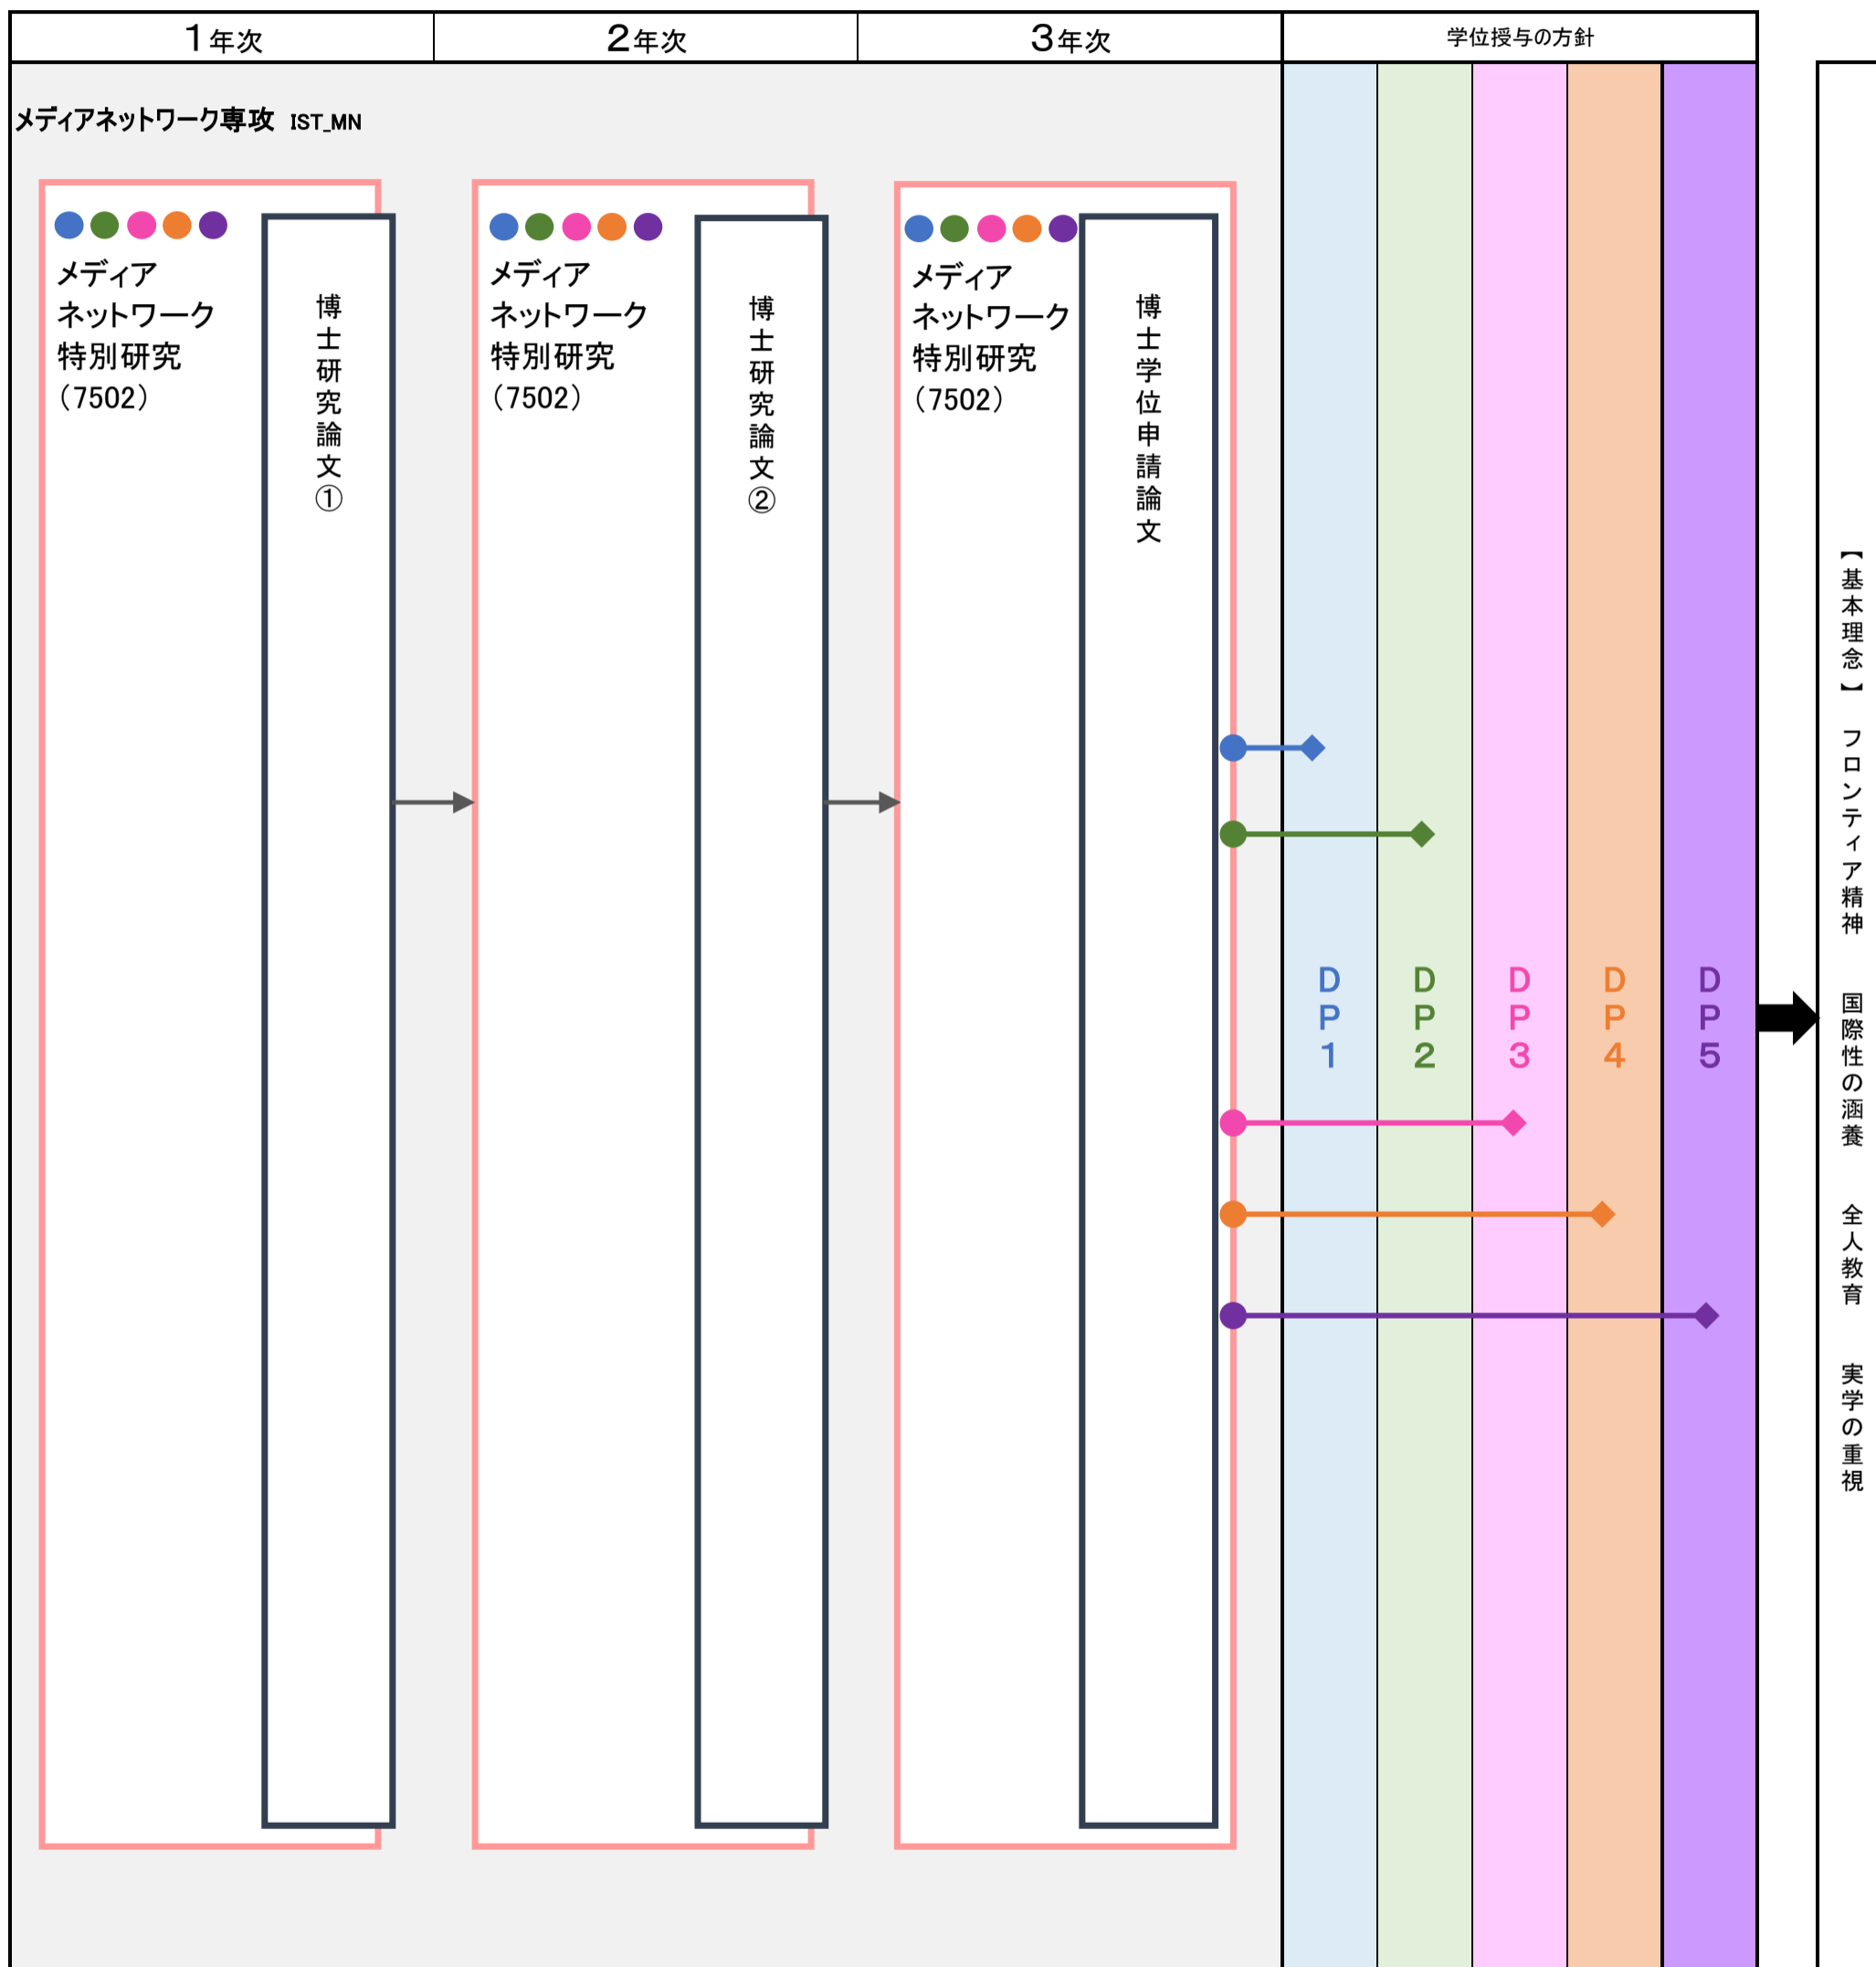 1年次
2年次
3年次
学位授与の方針
メディアネットワーク専攻 IST_MN
メディア
ネットワーク
特別研究
(7502)
博士研究論文①
メディア
ネットワーク
特別研究
(7502)
博士研究論文②
メディア
ネットワーク
特別研究
(7502)
博士学位申請論文
DP1
DP2
DP3
DP4
DP5
【基本理念】 フロンティア精神 国際性の涵養 全人教育 実学の重視